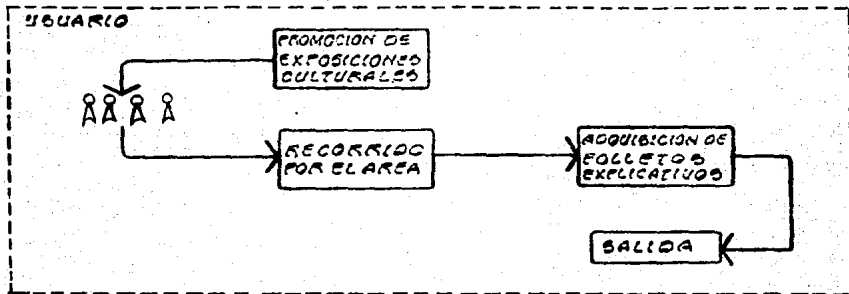 USUARIO
PROMOCION DE
EXPOSICIONES
CULTURALES
RECORRIDO
POR EL AREA
ADQUISICION DE
FOLLETOS
EXPLICATIVOS
SALIDA